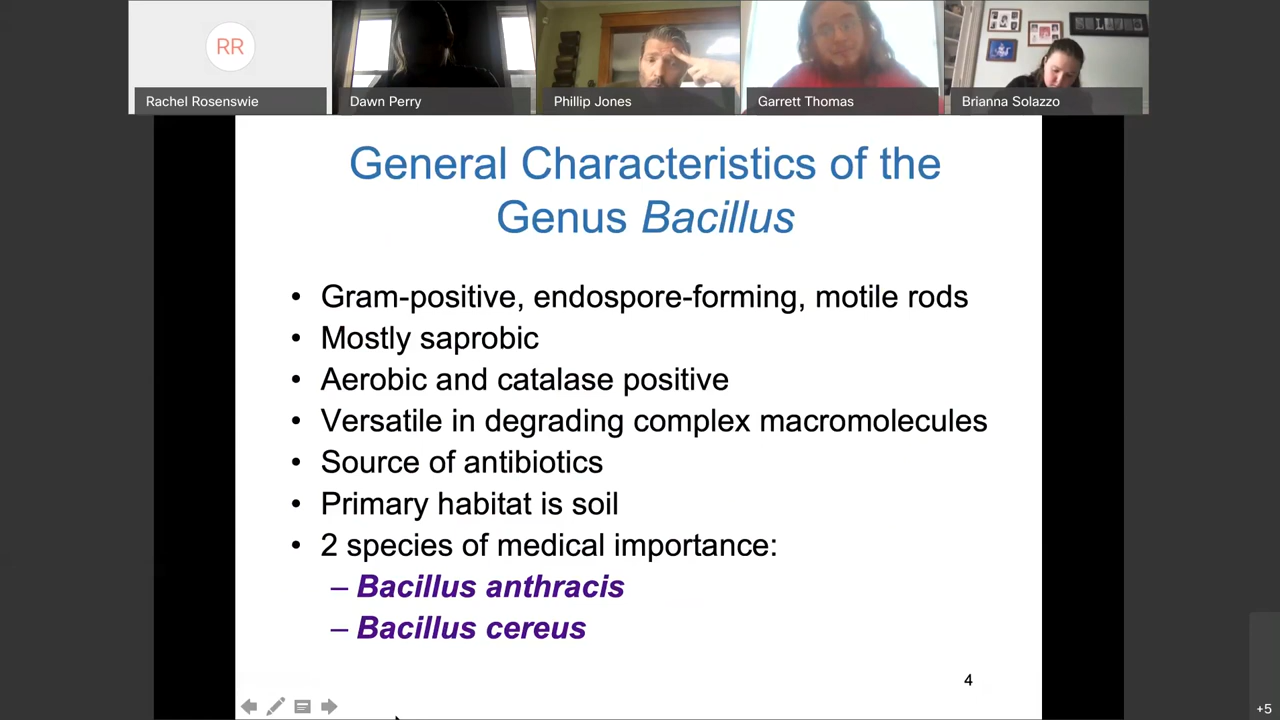 RR
Rachel Rosenswie
Dawn Perry
Phillip Jones
Garrett Thomas
Brianna Solazzo
General Characteristics of the
Genus Bacillus
• Gram-positive, endospore-forming, motile rods
• Mostly saprobic
• Aerobic and catalase positive
• Versatile in degrading complex macromolecules
• Source of antibiotics
• Primary habitat is soil
• 2 species of medical importance:
– Bacillus anthracis
– Bacillus cereus
4
+5